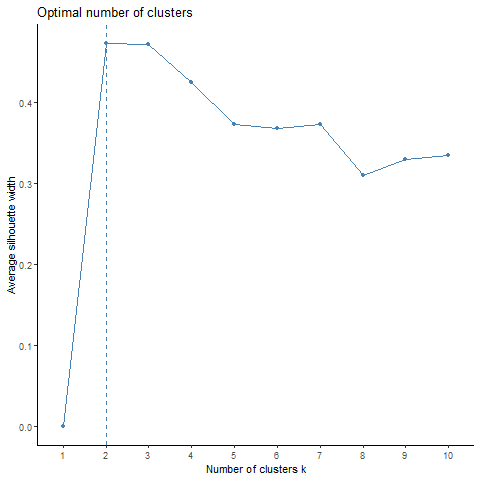 Optimal number of clusters
Average silhouette width
0.4
0.3
0.2
0.1
0.0
1 2 3 4 5 6 7 8 9 10
Number of clusters k